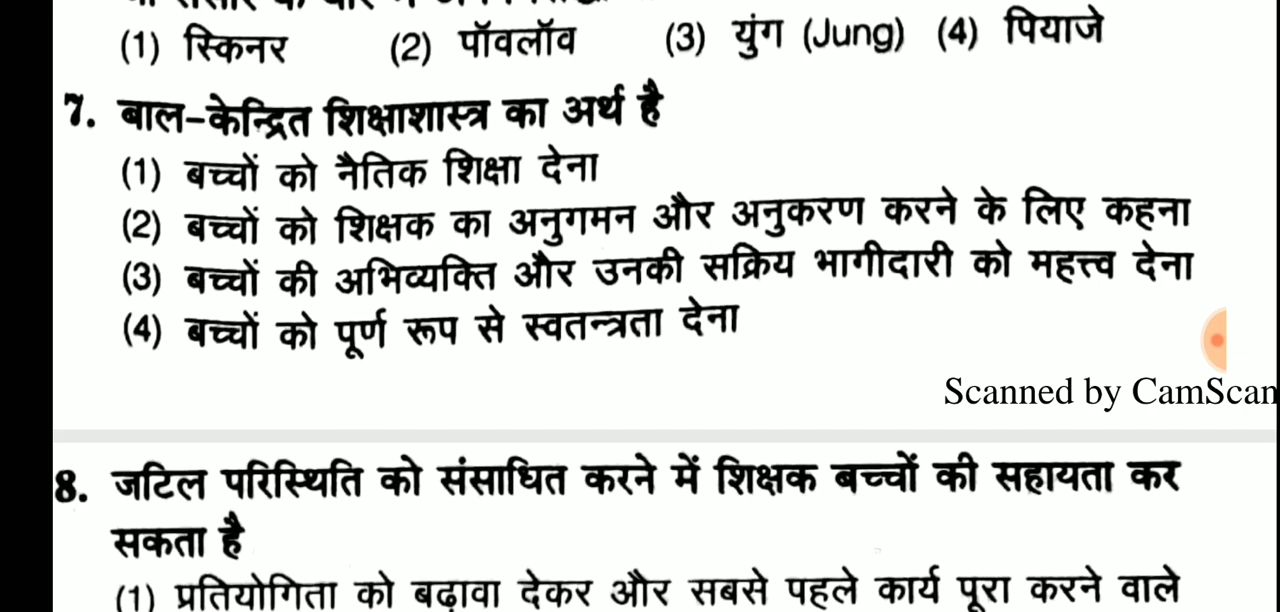 (1) स्किनर (2) पॉवलॉव (3) युंग (Jung) (4) पियाजे
7. बाल-केन्द्रित शिक्षाशास्त्र का अर्थ है
(1) बच्चों को नैतिक शिक्षा देना
(2) बच्चों को शिक्षक का अनुगमन और अनुकरण करने के लिए कहना
(3) बच्चों की अभिव्यक्ति और उनकी सक्रिय भागीदारी को महत्त्व देना
(4) बच्चों को पूर्ण रूप से स्वतन्त्रता देना
Scanned by CamScan
8. जटिल परिस्थिति को संसाधित करने में शिक्षक बच्चों की सहायता कर
सकता है
(1) प्रतियोगिता को बढ़ावा देकर और सबसे पहले कार्य पूरा करने वाले